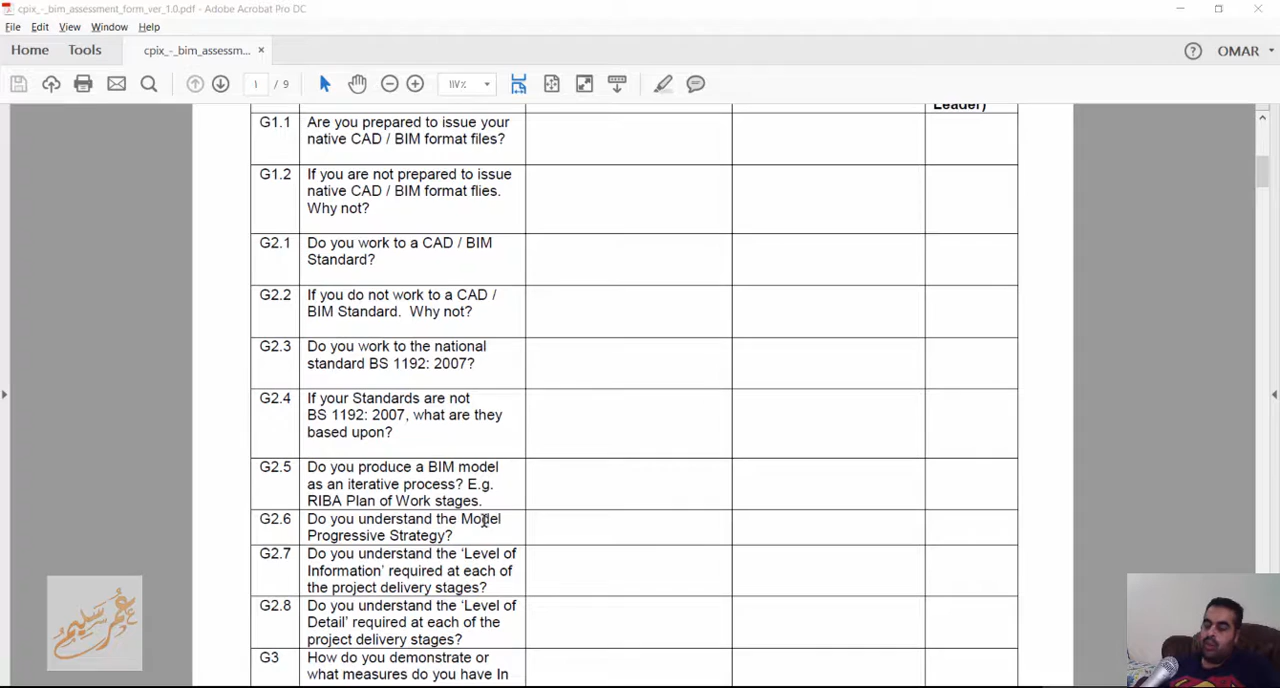 cpix_-_bim_assessment_form_ver_1.0.pdf - Adobe Acrobat Pro DC
File Edit View Window Help
Home Tools cpix_-_bim_assessm... × OMAR
١ / 9 ١١٧٪
Leader)
G1.1 Are you prepared to issue your
native CAD / BIM format files?
G1.2 If you are not prepared to issue
native CAD / BIM format flies.
Why not?
G2.1 Do you work to a CAD / BIM
Standard?
G2.2 If you do not work to a CAD /
BIM Standard. Why not?
G2.3 Do you work to the national
standard BS 1192: 2007?
G2.4 If your Standards are not
BS 1192: 2007, what are they
based upon?
G2.5 Do you produce a BIM model
as an iterative process? E.g.
RIBA Plan of Work stages.
G2.6 Do you understand the Model
Progressive Strategy?
G2.7 Do you understand the ‘Level of
Information’ required at each of
the project delivery stages?
G2.8 Do you understand the ‘Level of
Detail’ required at each of the
project delivery stages?
G3 How do you demonstrate or
what measures do you have In
عمر سليم